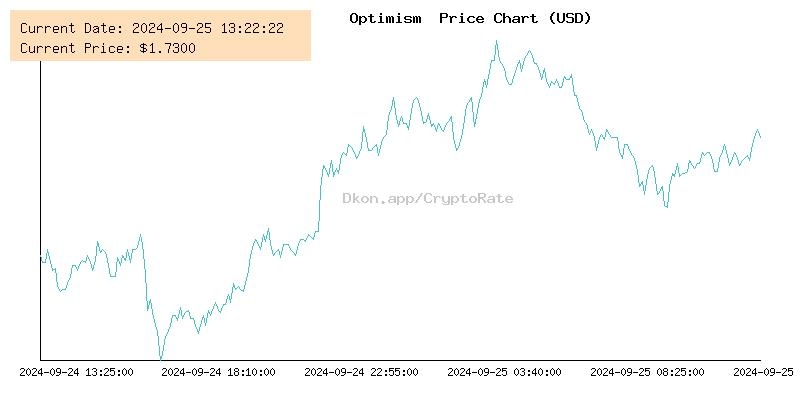 Optimism  Price Chart (USD)
Current Date: 2024-09-25 13:22:22
Current Price: $1.7300
Dkon.app/CryptoRate
2024-09-24 13:25:00 2024-09-24 18:10:00 2024-09-24 22:55:00 2024-09-25 03:40:00 2024-09-25 08:25:00 2024-09-25